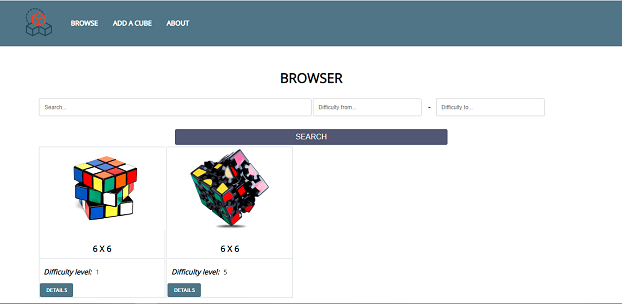 BROWSE ADD A CUBE ABOUT
BROWSER
Search... Difficulty from... - Difficulty to...
SEARCH
6 X 6 6 X 6
Difficulty level: 1 Difficulty level: 5
DETAILS DETAILS